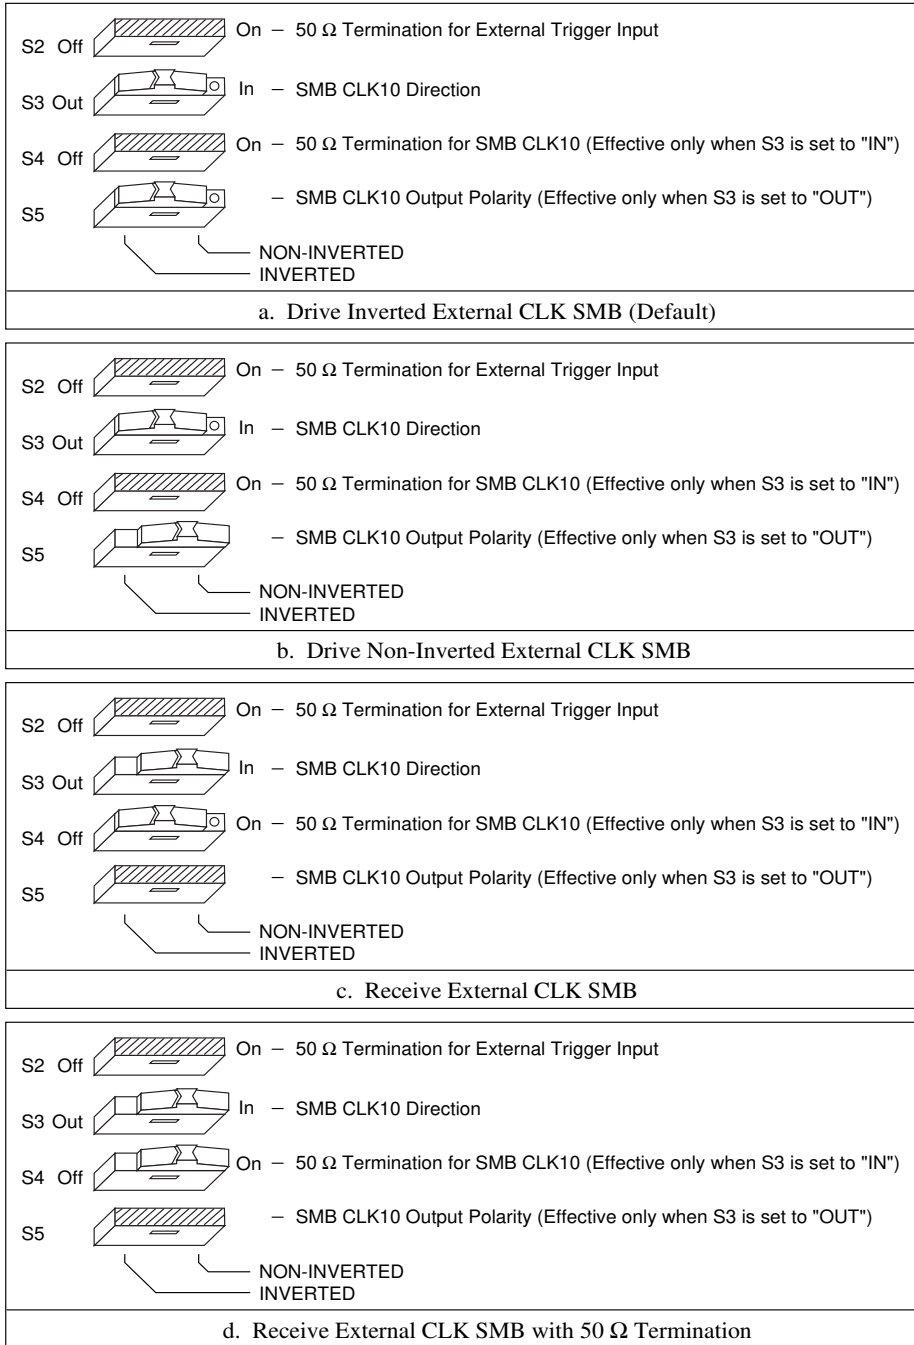 S2 Off On – 50 Ω Termination for External Trigger Input
S3 Out In – SMB CLK10 Direction
S4 Off On – 50 Ω Termination for SMB CLK10 (Effective only when S3 is set to "IN")
S5 – SMB CLK10 Output Polarity (Effective only when S3 is set to "OUT")
NON-INVERTED
INVERTED
a. Drive Inverted External CLK SMB (Default)
S2 Off On – 50 Ω Termination for External Trigger Input
S3 Out In – SMB CLK10 Direction
S4 Off On – 50 Ω Termination for SMB CLK10 (Effective only when S3 is set to "IN")
S5 – SMB CLK10 Output Polarity (Effective only when S3 is set to "OUT")
NON-INVERTED
INVERTED
b. Drive Non-Inverted External CLK SMB
S2 Off On – 50 Ω Termination for External Trigger Input
S3 Out In – SMB CLK10 Direction
S4 Off On – 50 Ω Termination for SMB CLK10 (Effective only when S3 is set to "IN")
S5 – SMB CLK10 Output Polarity (Effective only when S3 is set to "OUT")
NON-INVERTED
INVERTED
c. Receive External CLK SMB
S2 Off On – 50 Ω Termination for External Trigger Input
S3 Out In – SMB CLK10 Direction
S4 Off On – 50 Ω Termination for SMB CLK10 (Effective only when S3 is set to "IN")
S5 – SMB CLK10 Output Polarity (Effective only when S3 is set to "OUT")
NON-INVERTED
INVERTED
d. Receive External CLK SMB with 50 Ω Termination